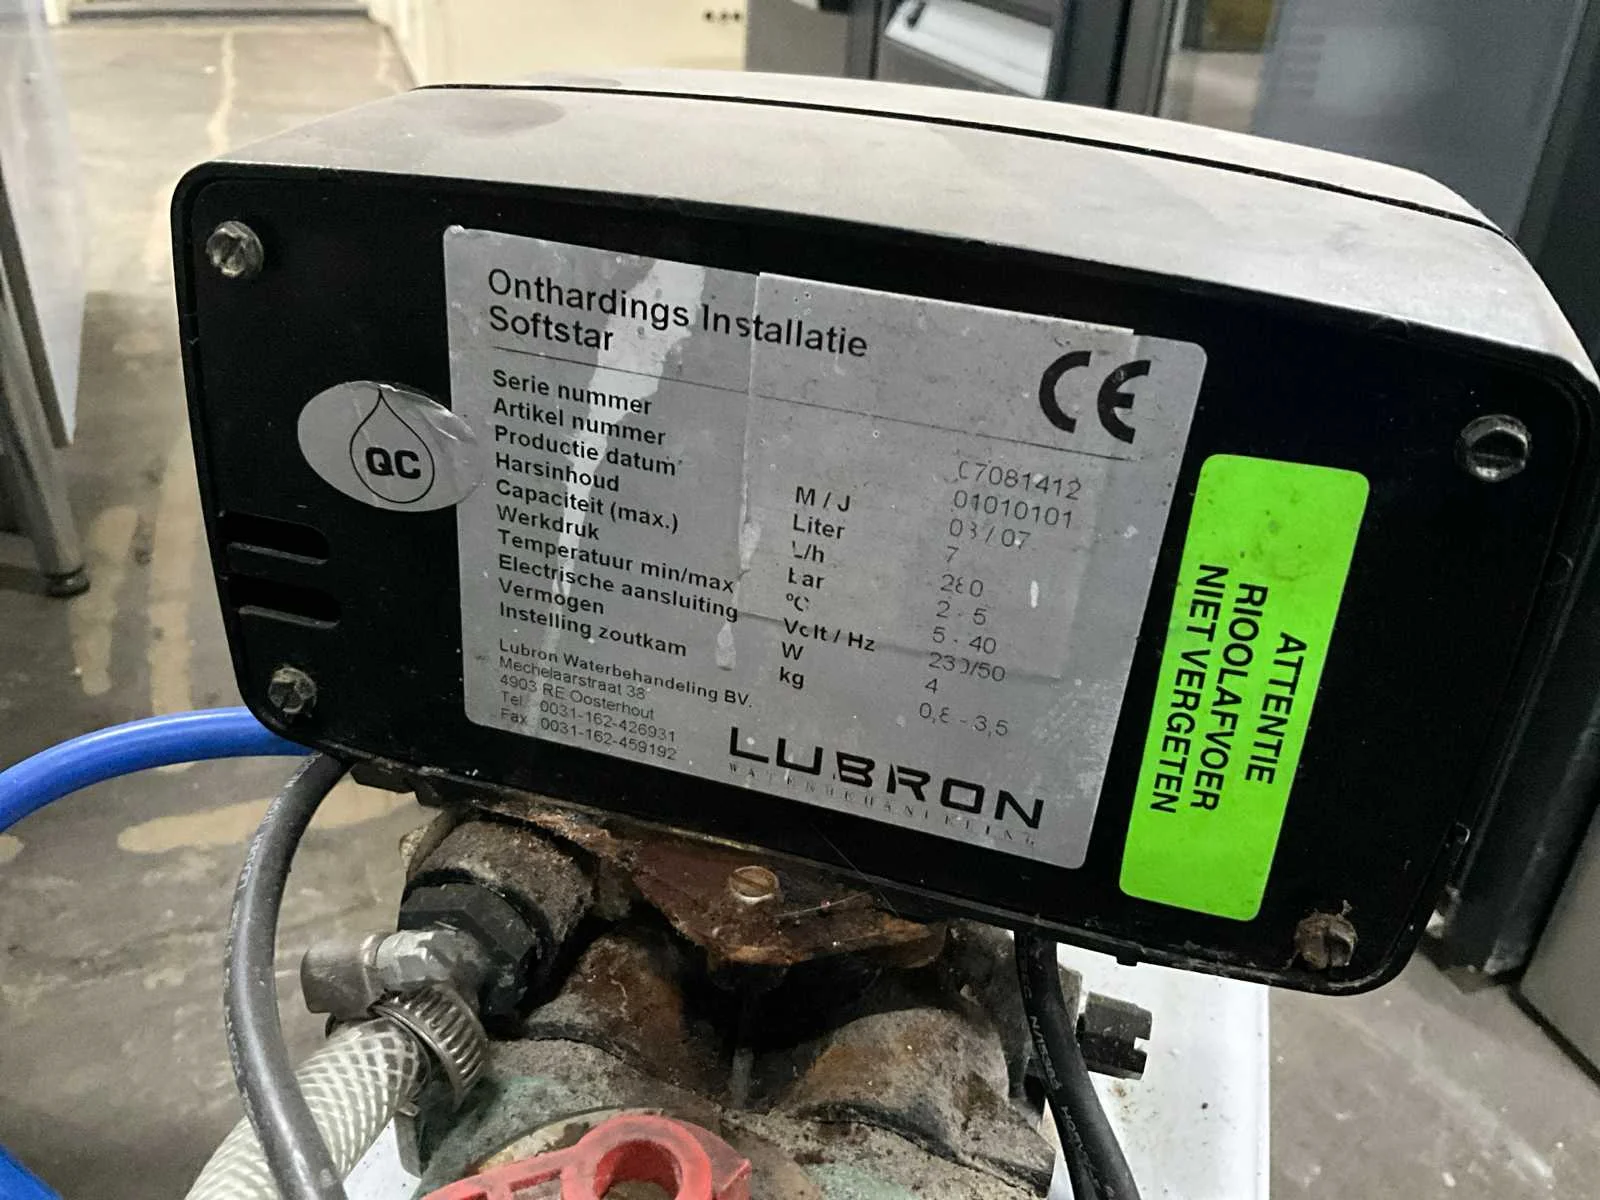 Onthardings Installatie
Softstar
CE
Serie nummer 07081412
Artikel nummer 01010101
Productie datum M / J 03/07
Harsinhoud Liter 7
Capaciteit (max.) L/h
Werkdruk bar 2 - 5
Temperatuur min/max °C 5 - 40
Electrische aansluiting Volt / Hz 230/50
Vermogen W 4
Instelling zoutkam kg 0,8 - 3,5
Lubron Waterbehandeling BV.
Mechelaarstraat 38
4903 RE Oosterhout
Tel : 0031-162-426931
Fax : 0031-162-459192
LUBRON
WATERBEHANDELING
QC
ATTENTIE
RIOOLAFVOER
NIET VERGETEN